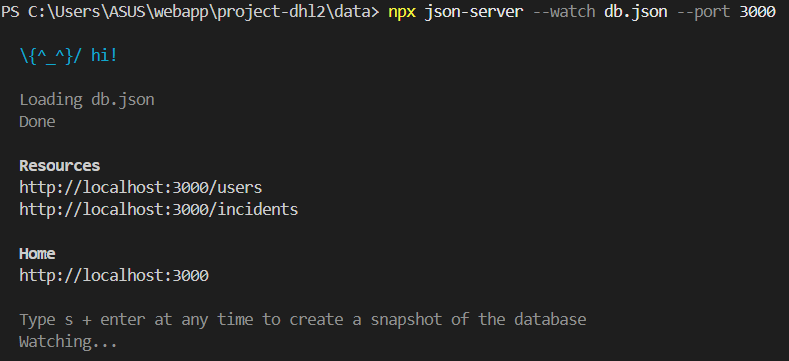 PS C:\Users\ASUS\webapp\project-dhl2\data> npx json-server --watch db.json --port 3000
\{^_^}/ hi!
Loading db.json
Done
Resources
http://localhost:3000/users
http://localhost:3000/incidents
Home
http://localhost:3000
Type s + enter at any time to create a snapshot of the database
Watching...